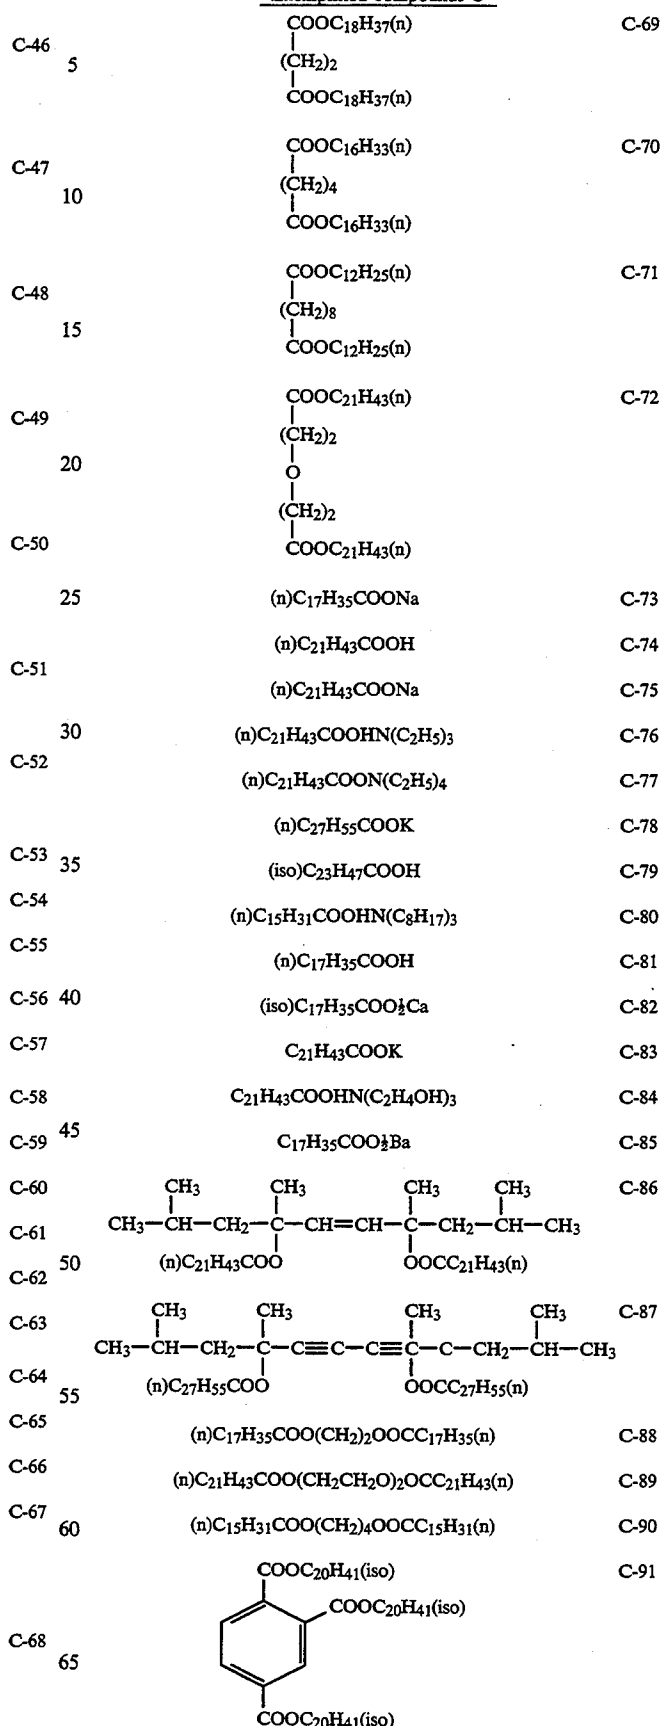 COOC18H37(n) C-69
C-46
5 (CH2)2
COOC18H37(n)
COOC16H33(n) C-70
C-47
10 (CH2)4
COOC16H33(n)
COOC12H25(n) C-71
C-48
15 (CH2)8
COOC12H25(n)
COOC21H43(n) C-72
C-49
(CH2)2
20 O
(CH2)2
C-50 COOC21H43(n)
25 (n)C17H35COONa C-73
(n)C21H43COOH C-74
C-51
(n)C21H43COONa C-75
30 (n)C21H43COOHN(C2H5)3 C-76
C-52
(n)C21H43COON(C2H5)4 C-77
(n)C27H55COOK C-78
C-53 35 (iso)C23H47COOH C-79
C-54 (n)C15H31COOHN(C8H17)3 C-80
C-55 (n)C17H35COOH C-81
C-56 40 (iso)C17H35COO½Ca C-82
C-57 C21H43COOK C-83
C-58 C21H43COOHN(C2H4OH)3 C-84
45
C-59 C17H35COO½Ba C-85
C-60 CH3 CH3 CH3 CH3 C-86
C-61 CH3—CH—CH2—C—CH=CH—C—CH2—CH—CH3
50 (n)C21H43COO OOCC21H43(n)
C-62
C-63 CH3 CH3 CH3 CH3 C-87
CH3—CH—CH2—C—C≡C—C≡C—C—CH2—CH—CH3
C-64 55 (n)C27H55COO OOCC27H55(n)
C-65 (n)C17H35COO(CH2)2OOCC17H35(n) C-88
C-66 (n)C21H43COO(CH2CH2O)2OCC21H43(n) C-89
C-67 60 (n)C15H31COO(CH2)4OOCC15H31(n) C-90
COOC20H41(iso) C-91
COOC20H41(iso)
C-68
65
COOC20H41(iso)